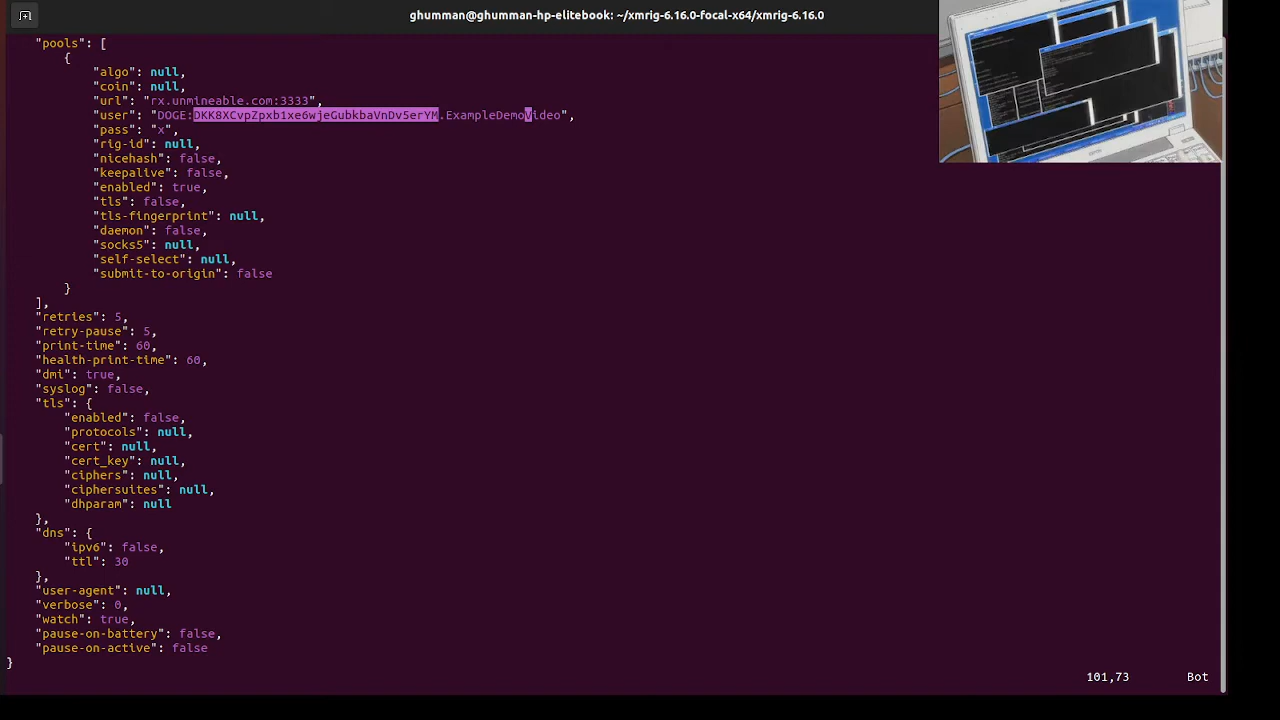 ghumman@ghumman-hp-elitebook: ~/xmrig-6.16.0-focal-x64/xmrig-6.16.0
"pools": [
{
"algo": null,
"coin": null,
"url": "rx.unmineable.com:3333",
"user": "DOGE:DKK8XCvpZpxb1xe6wjeGubkbaVnDv5erYM.ExampleDemoVideo",
"pass": "x",
"rig-id": null,
"nicehash": false,
"keepalive": false,
"enabled": true,
"tls": false,
"tls-fingerprint": null,
"daemon": false,
"socks5": null,
"self-select": null,
"submit-to-origin": false
}
],
"retries": 5,
"retry-pause": 5,
"print-time": 60,
"health-print-time": 60,
"dmi": true,
"syslog": false,
"tls": {
"enabled": false,
"protocols": null,
"cert": null,
"cert_key": null,
"ciphers": null,
"ciphersuites": null,
"dhparam": null
},
"dns": {
"ipv6": false,
"ttl": 30
},
"user-agent": null,
"verbose": 0,
"watch": true,
"pause-on-battery": false,
"pause-on-active": false
}
101,73 Bot